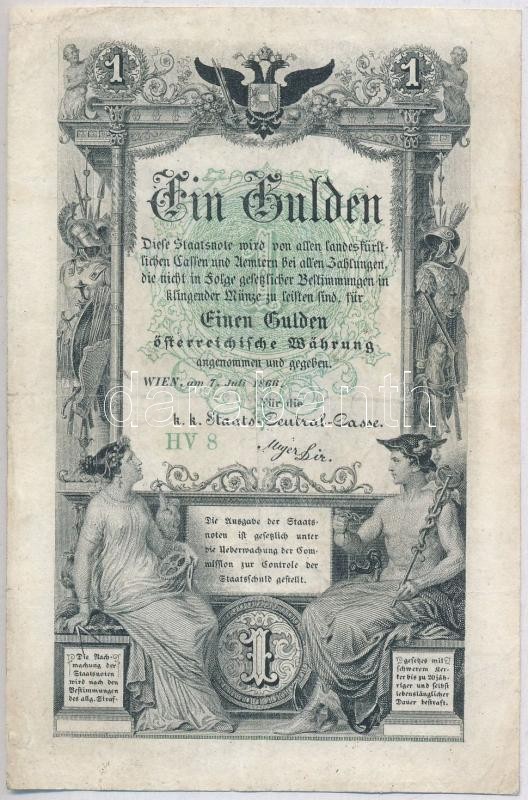 1 1
Ein Gulden
Diese Staatsnote wird von allen landesfürst-
lichen Cassen und Aemtern bei allen Zahlungen,
die nicht in Folge gesetzlicher Bestimmungen in
klingender Münze zu leisten sind, für
Einen Gulden
österreichische Währung
angenommen und gegeben.
WIEN, am 7. Juli 1866.
Für die
k. k. Staats-Central-Casse.
HV 8
darabanth
Die Ausgabe der Staats-
noten ist gesetzlich unter
die Ueberwachung der Com-
mission zur Controle der
Staatsschuld gestellt.
1
Die Nach-
machung der
Staatsnoten
wird nach den
Bestimmungen
des allg. Straf-
gesetzes mit
schwerem Ker-
ker bis zu 20jäh-
riger und selbst
lebenslänglicher
Dauer bestraft.